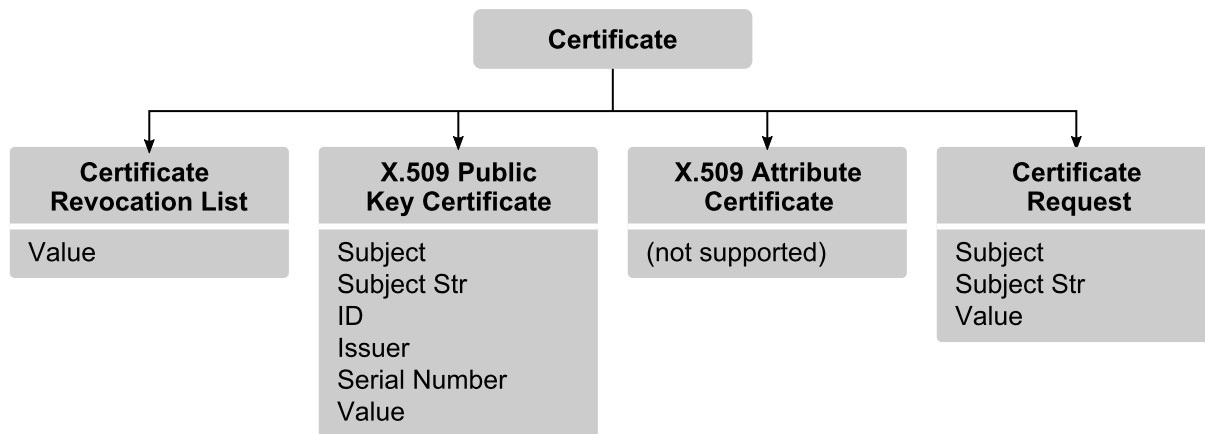 Certificate
Certificate
Revocation List
Value
X.509 Public
Key Certificate
Subject
Subject Str
ID
Issuer
Serial Number
Value
X.509 Attribute
Certificate
(not supported)
Certificate
Request
Subject
Subject Str
Value